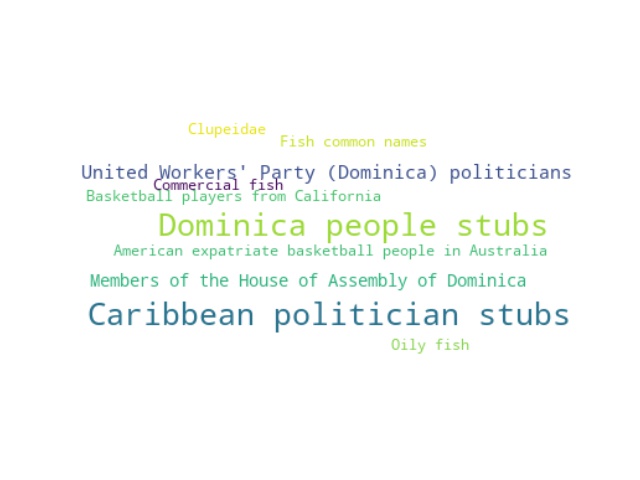 Clupeidae
Fish common names
United Workers' Party (Dominica) politicians
Commercial fish
Basketball players from California
Dominica people stubs
American expatriate basketball people in Australia
Members of the House of Assembly of Dominica
Caribbean politician stubs
Oily fish